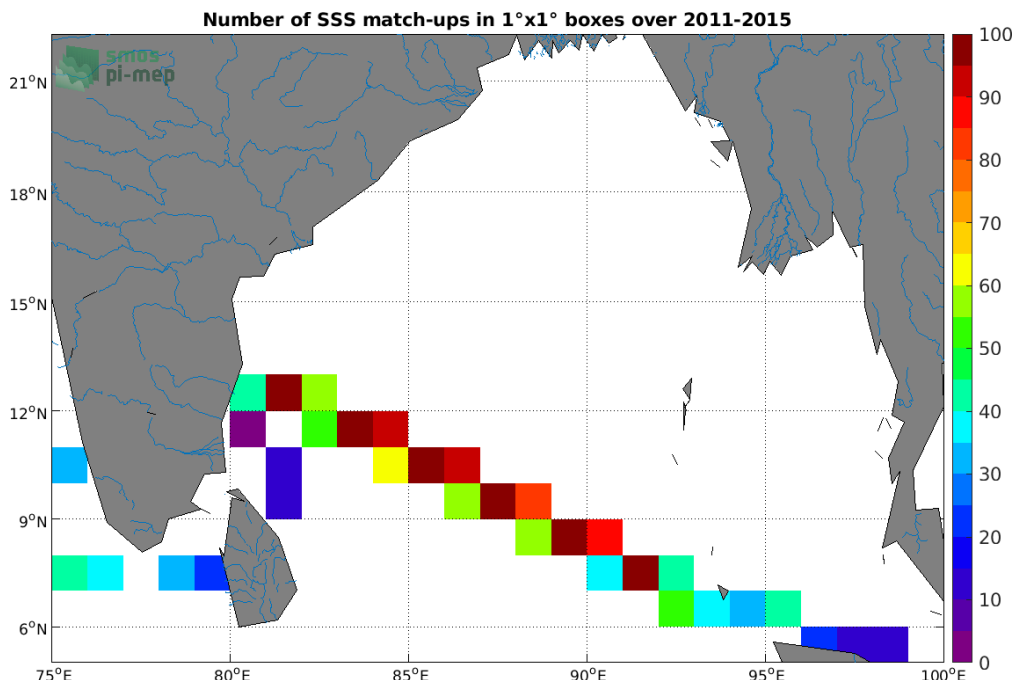 Number of SSS match-ups in 1°x1° boxes over 2011-2015
smos
pi-mep
21°N
18°N
15°N
12°N
9°N
6°N
75°E 80°E 85°E 90°E 95°E 100°E
100
90
80
70
60
50
40
30
20
10
0